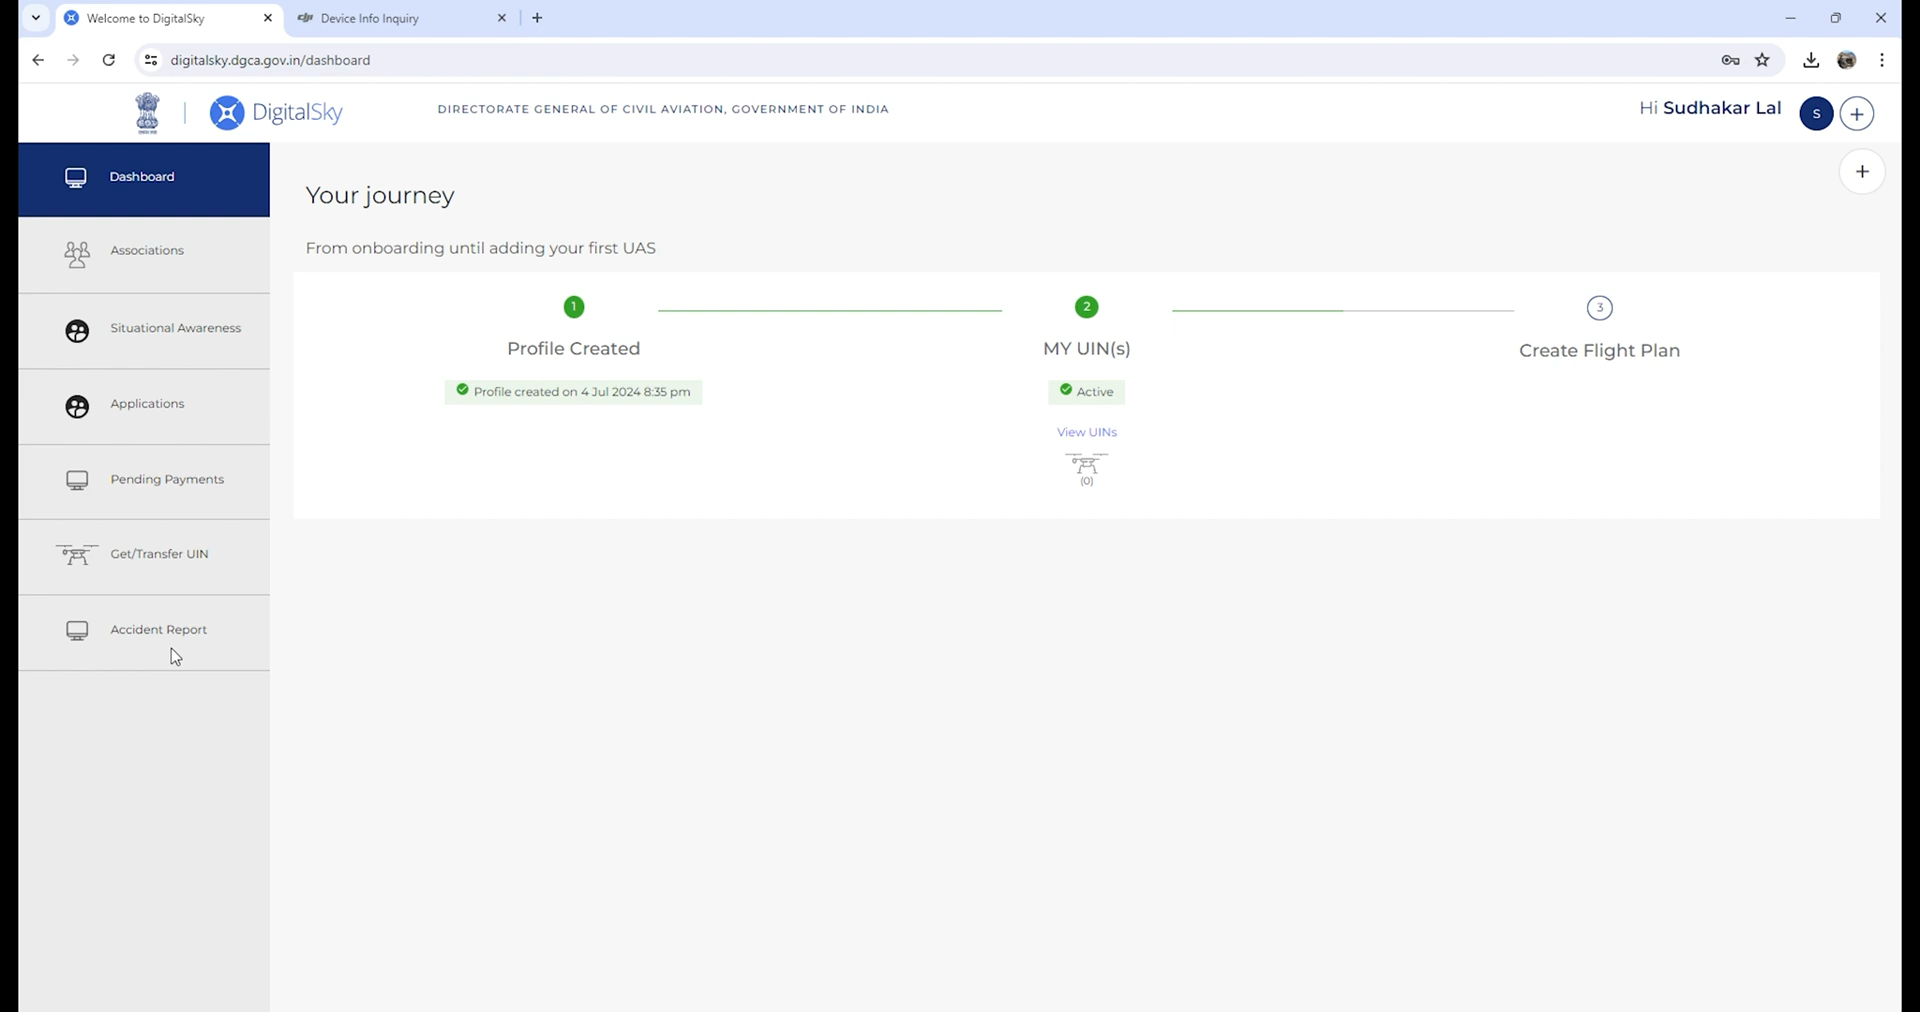 Welcome to DigitalSky
Device Info Inquiry
digitalsky.dgca.gov.in/dashboard
DigitalSky
DIRECTORATE GENERAL OF CIVIL AVIATION, GOVERNMENT OF INDIA
Hi Sudhakar Lal
S
Dashboard
Associations
Situational Awareness
Applications
Pending Payments
Get/Transfer UIN
Accident Report
Your journey
From onboarding until adding your first UAS
1
Profile Created
Profile created on 4 Jul 2024 8:35 pm
2
MY UIN(s)
Active
View UINs
(0)
3
Create Flight Plan